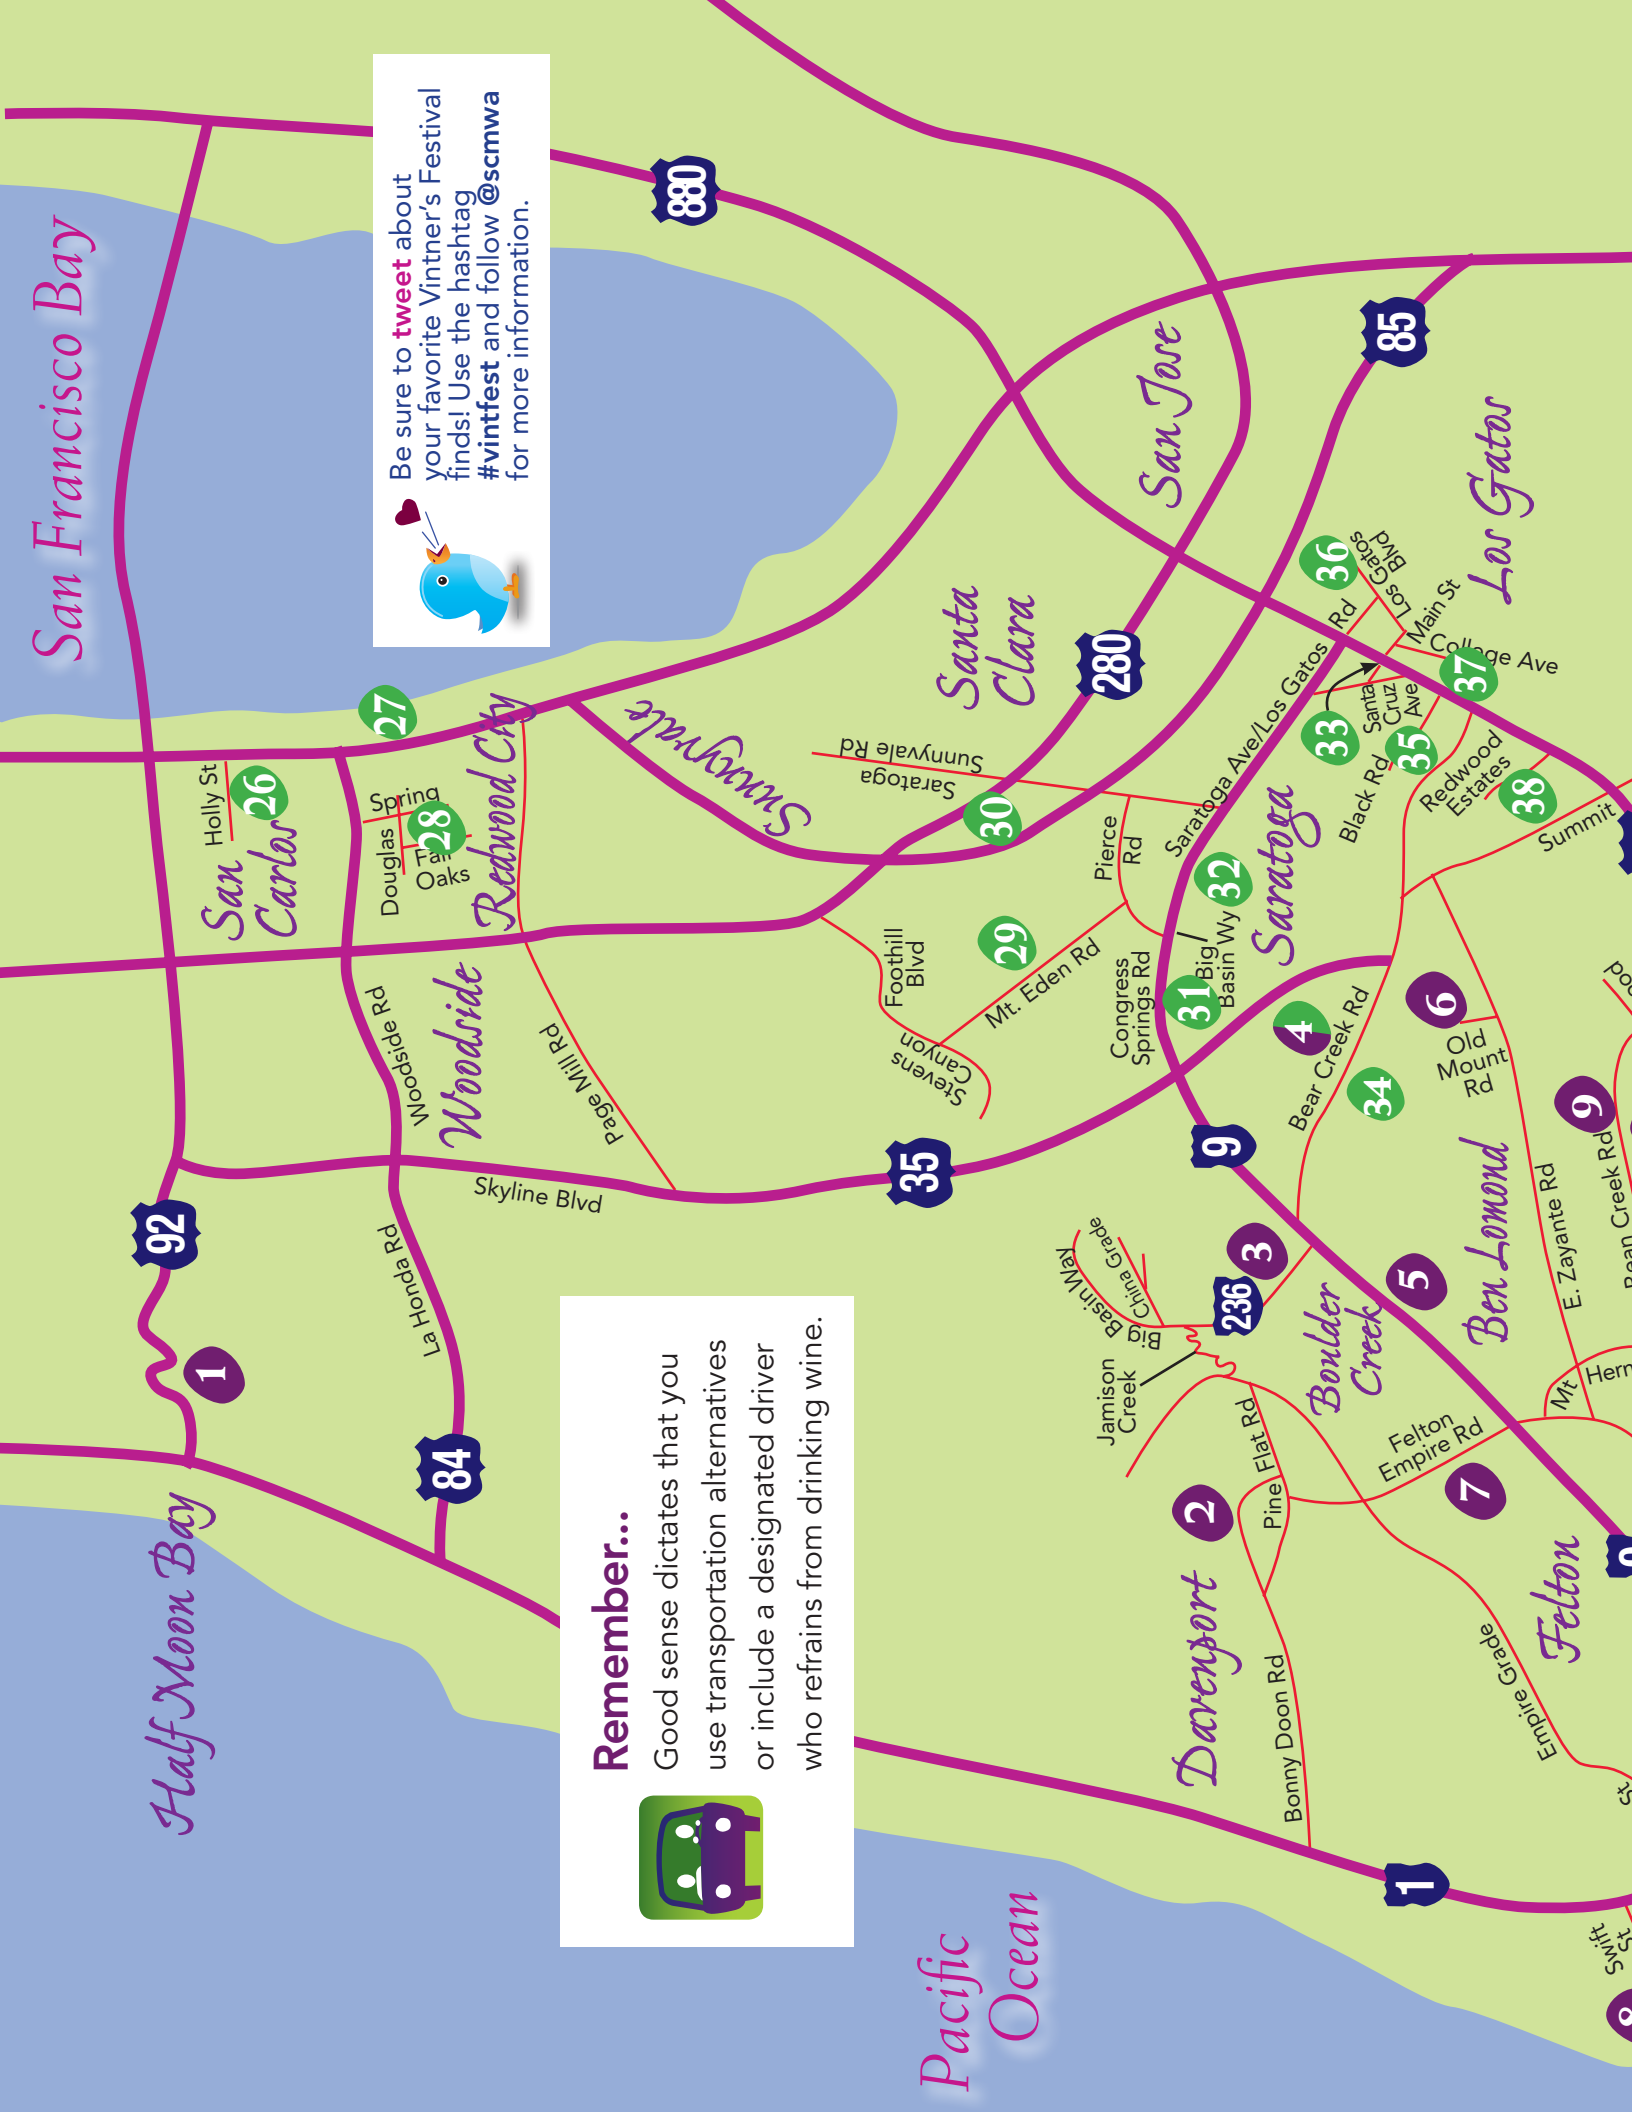 San Francisco Bay
Be sure to tweet about
your favorite Vintner's Festival
finds! Use the hashtag
#vintfest and follow @scmwa
for more information.
880
27
Holly St
26
San
Carlos
Spring
28
Douglas
Fair
Oaks
Redwood City
Sunnyvale
Santa
Clara
San Jose
280
85
Los Gatos
Saratoga
Sunnyvale Rd
30
Pierce
Rd
Saratoga Ave/Los Gatos Rd
36
Los Gatos
Blvd
Main St
College Ave
37
33
Santa
Cruz
Ave
35
Black Rd
Redwood
Estates
38
Summit
Saratoga
32
Big
Basin Wy
31
Congress
Springs Rd
29
Mt. Eden Rd
Foothill
Blvd
Stevens
Canyon
Woodside Rd
Woodside
Page Mill Rd
35
Skyline Blvd
92
La Honda Rd
1
84
Half Moon Bay
9
4
Bear Creek Rd
34
6
Old
Mount
Rd
9
Bean Creek Rd
E. Zayante Rd
Ben Lomond
Big Basin Way
China Grade
236
3
5
Boulder
Creek
Jamison
Creek
Pine Flat Rd
Felton
Empire Rd
7
Mt
Herm
2
Davenport
Bonny Doon Rd
Empire Grade
Felton
9
1
Swift
St
St
8
Remember...
Good sense dictates that you
use transportation alternatives
or include a designated driver
who refrains from drinking wine.
Pacific
Ocean